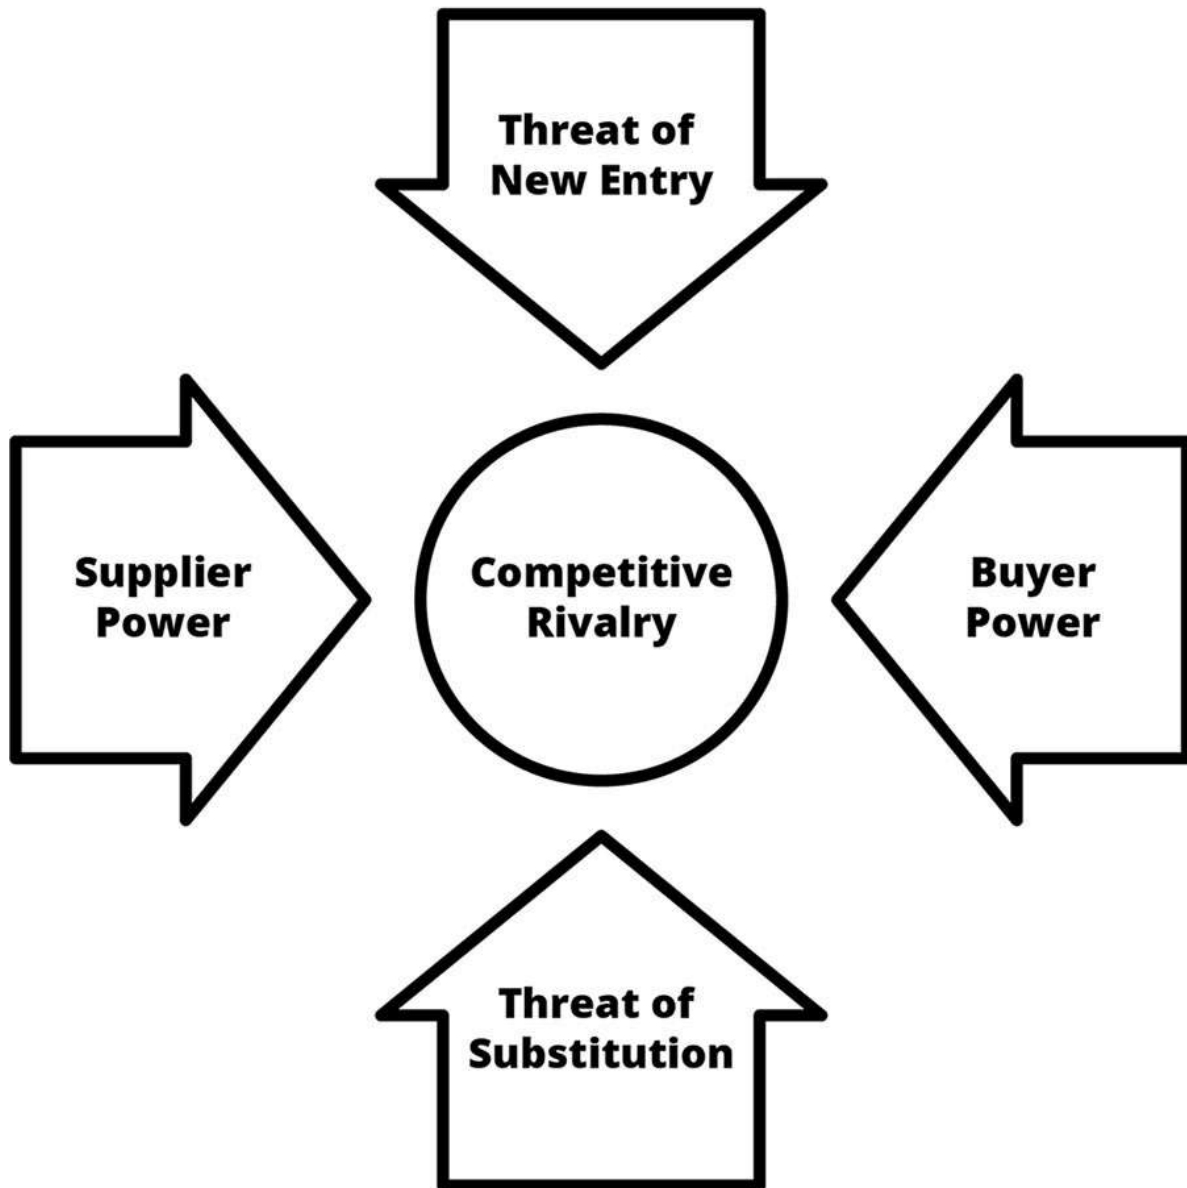 Threat of
New Entry
Supplier
Power
Competitive
Rivalry
Buyer
Power
Threat of
Substitution